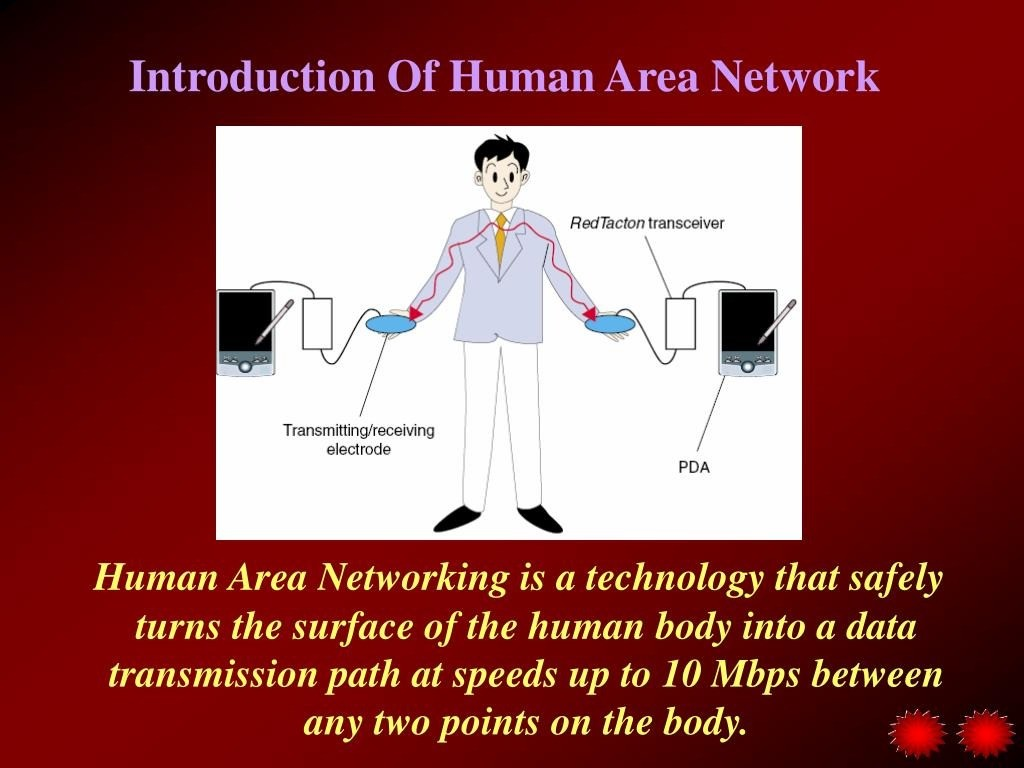 Introduction Of Human Area Network
RedTacton transceiver
Transmitting/receiving
electrode
PDA
Human Area Networking is a technology that safely
turns the surface of the human body into a data
transmission path at speeds up to 10 Mbps between
any two points on the body.